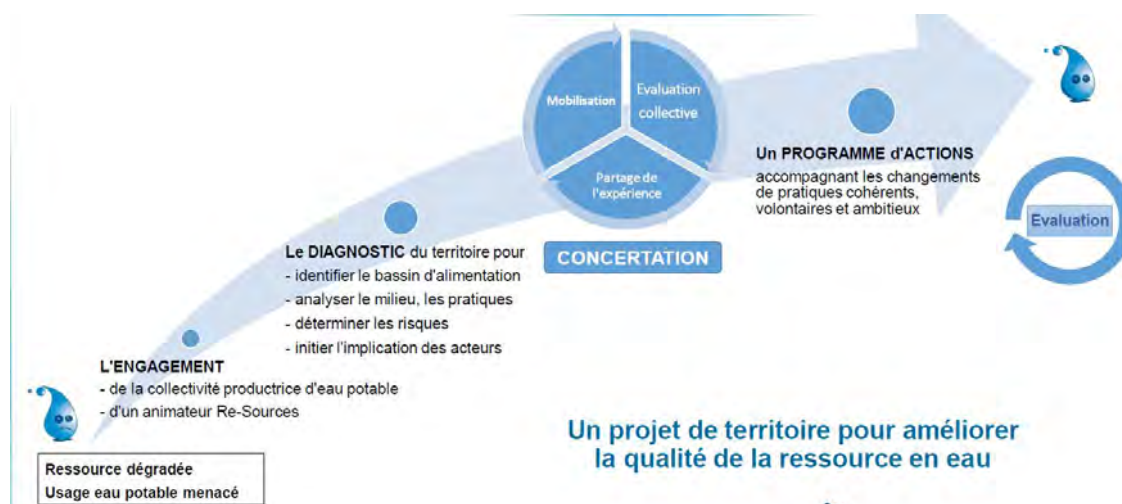 Mobilisation
Evaluation
collective
Partage de
l'expérience
CONCERTATION
Un PROGRAMME d'ACTIONS
accompagnant les changements
de pratiques cohérents,
volontaires et ambitieux
Evaluation
Le DIAGNOSTIC du territoire pour
- identifier le bassin d'alimentation
- analyser le milieu, les pratiques
- déterminer les risques
- initier l'implication des acteurs
L'ENGAGEMENT
- de la collectivité productrice d'eau potable
- d'un animateur Re-Sources
Ressource dégradée
Usage eau potable menacé
Un projet de territoire pour améliorer
la qualité de la ressource en eau